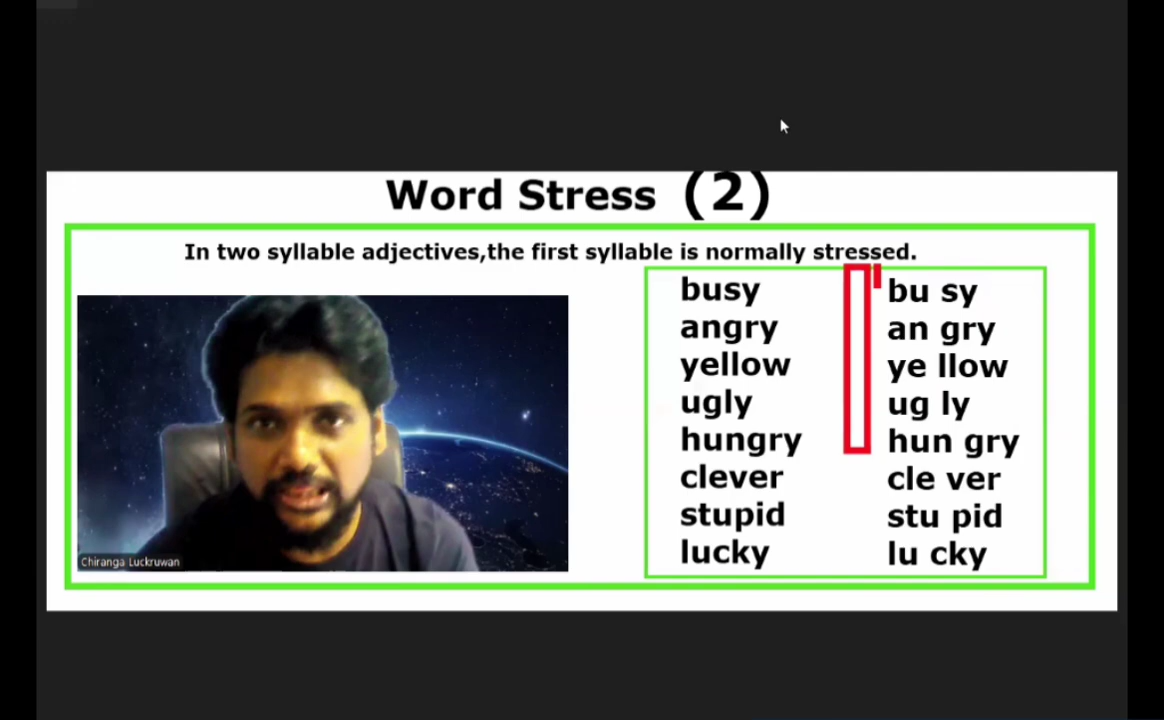 Word Stress (2)
In two syllable adjectives,the first syllable is normally stressed.
busy
angry
yellow
ugly
hungry
clever
stupid
lucky
'bu sy
an gry
ye llow
ug ly
hun gry
cle ver
stu pid
lu cky
Chiranga Luckruwan